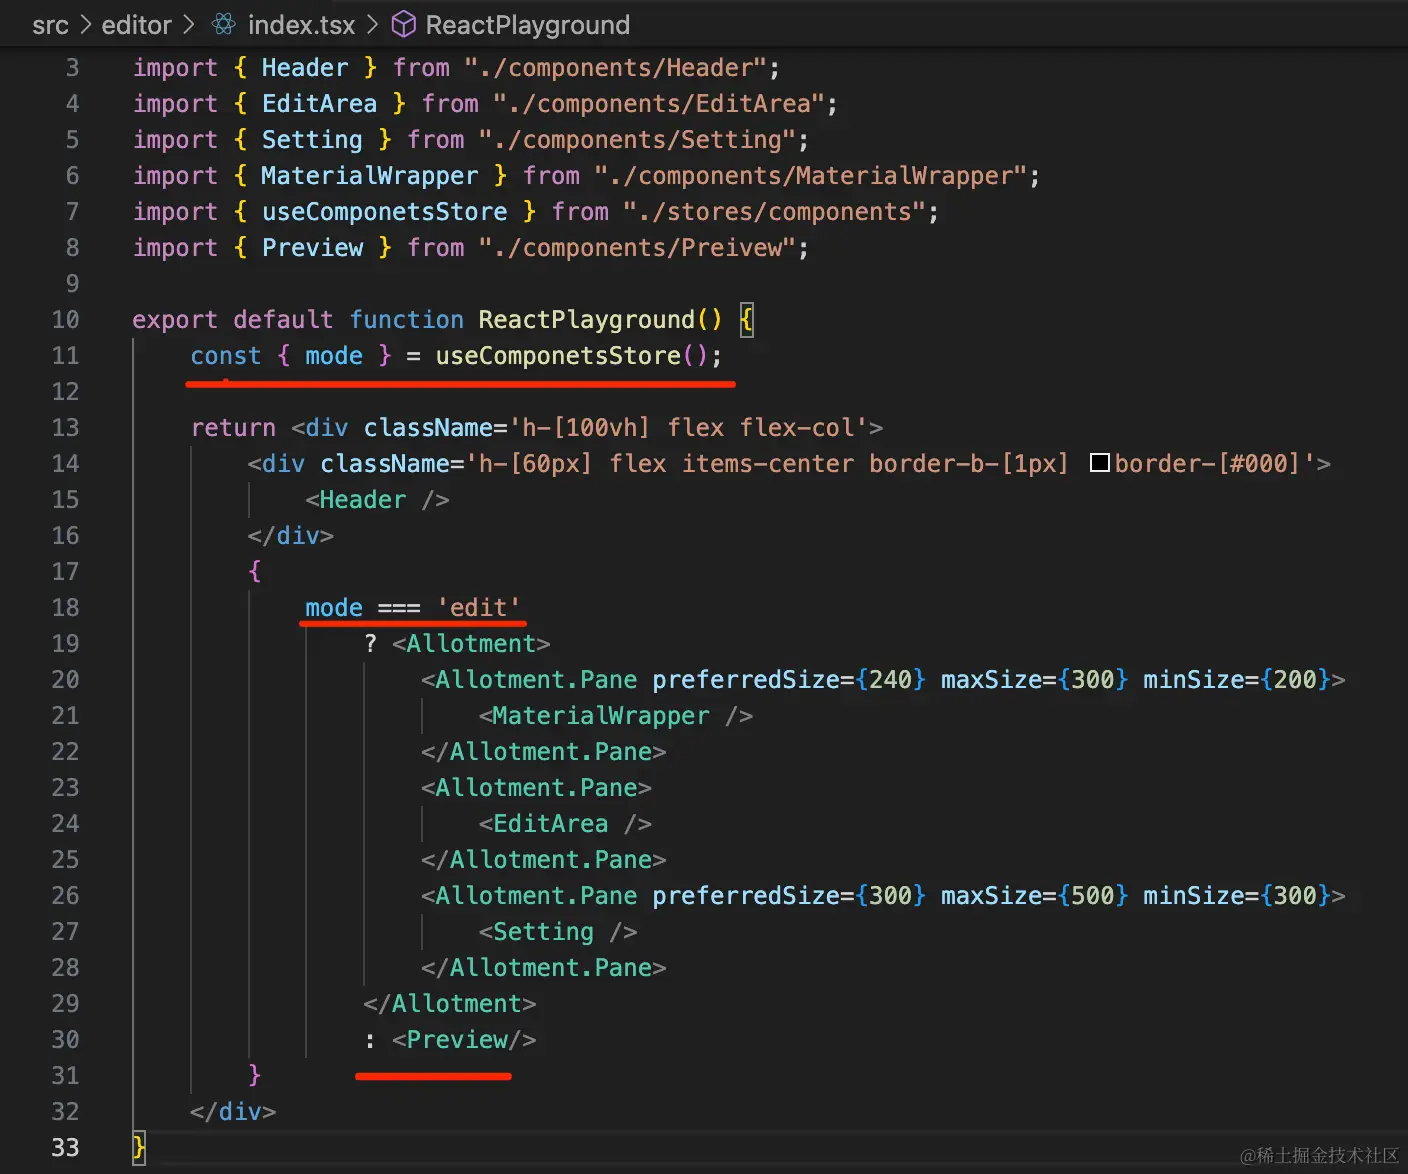 src > editor > index.tsx > ReactPlayground
3 import { Header } from "./components/Header";
4 import { EditArea } from "./components/EditArea";
5 import { Setting } from "./components/Setting";
6 import { MaterialWrapper } from "./components/MaterialWrapper";
7 import { useComponetsStore } from "./stores/components";
8 import { Preview } from "./components/Preivew";
9
10 export default function ReactPlayground() {
11     const { mode } = useComponetsStore();
12
13     return <div className='h-[100vh] flex flex-col'>
14         <div className='h-[60px] flex items-center border-b-[1px] border-[#000]'>
15             <Header />
16         </div>
17         {
18             mode === 'edit'
19                 ? <Allotment>
20                     <Allotment.Pane preferredSize={240} maxSize={300} minSize={200}>
21                         <MaterialWrapper />
22                     </Allotment.Pane>
23                     <Allotment.Pane>
24                         <EditArea />
25                     </Allotment.Pane>
26                     <Allotment.Pane preferredSize={300} maxSize={500} minSize={300}>
27                         <Setting />
28                     </Allotment.Pane>
29                 </Allotment>
30                 : <Preview/>
31         }
32     </div>
33 }
@稀土掘金技术社区